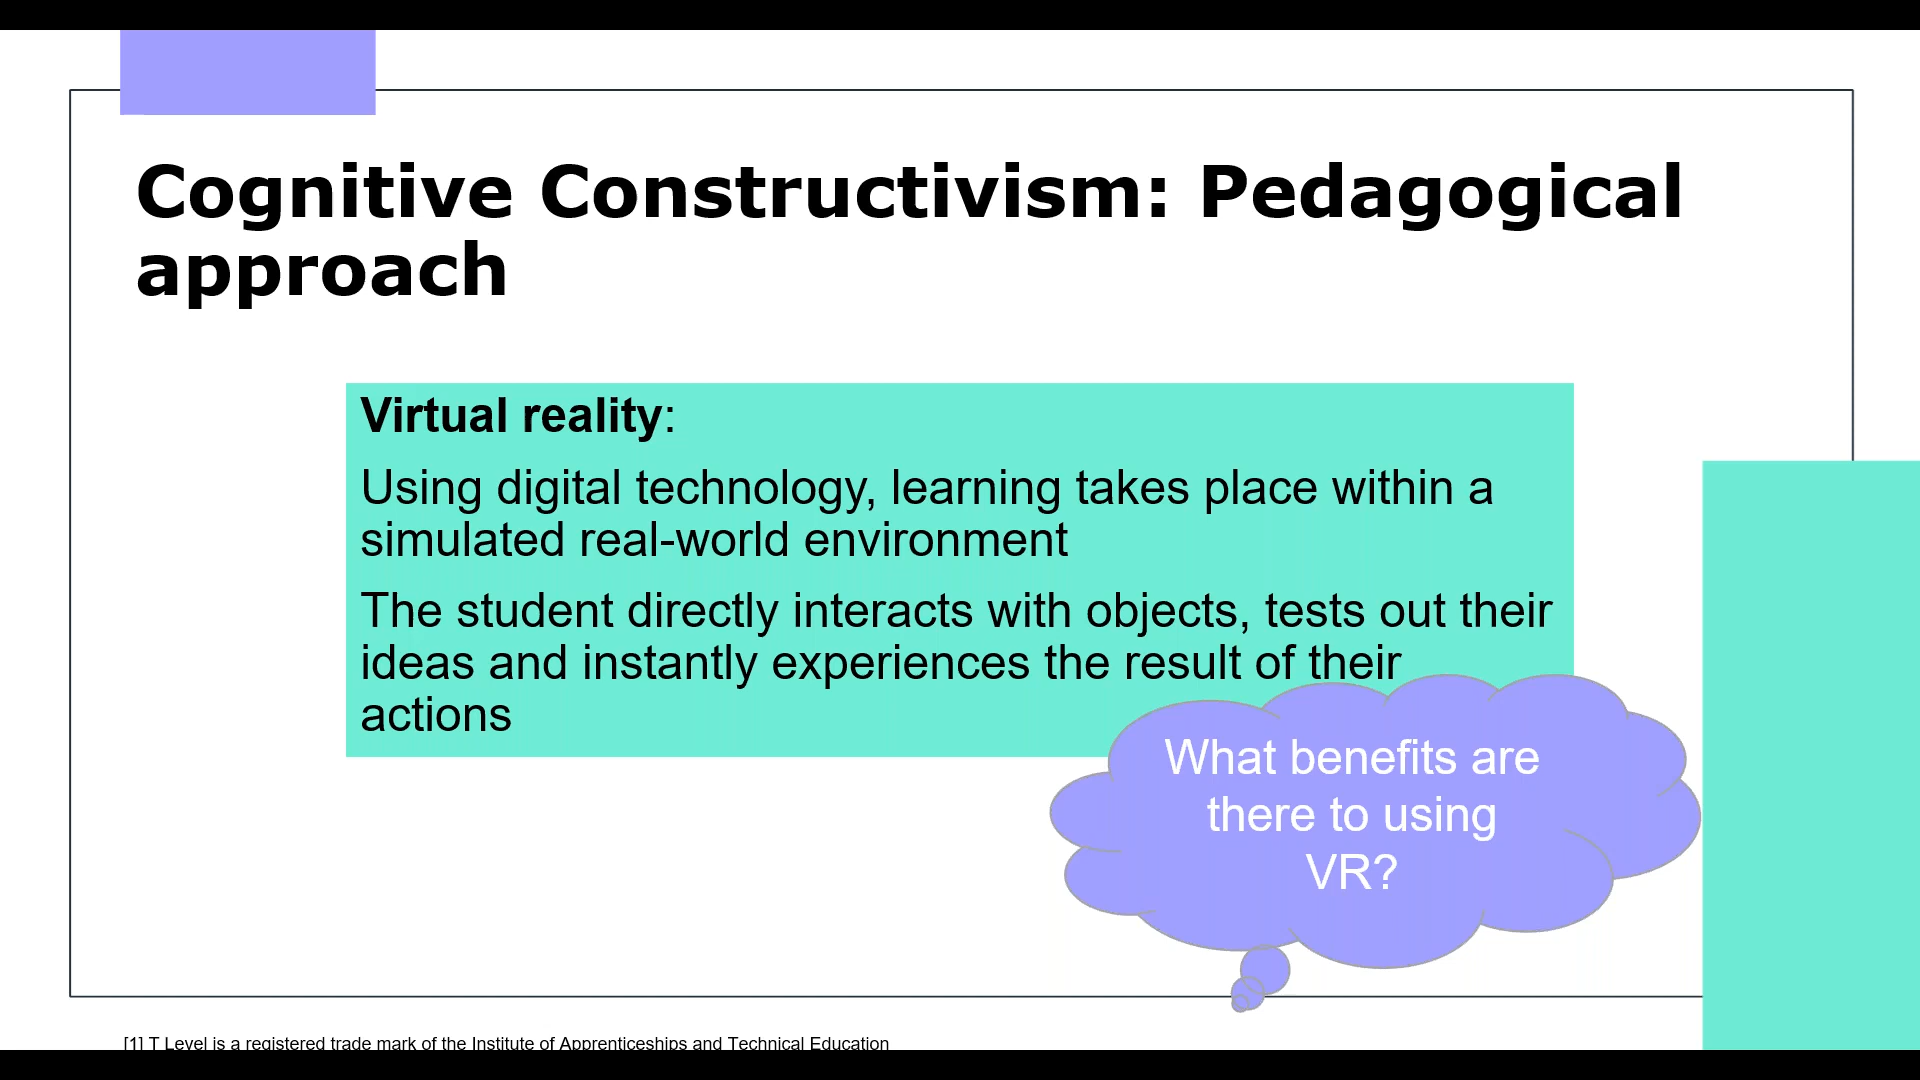 Cognitive Constructivism: Pedagogical
approach
Virtual reality:
Using digital technology, learning takes place within a
simulated real-world environment
The student directly interacts with objects, tests out their
ideas and instantly experiences the result of their
actions
What benefits are
there to using
VR?
[1] T Level is a registered trade mark of the Institute of Apprenticeships and Technical Education